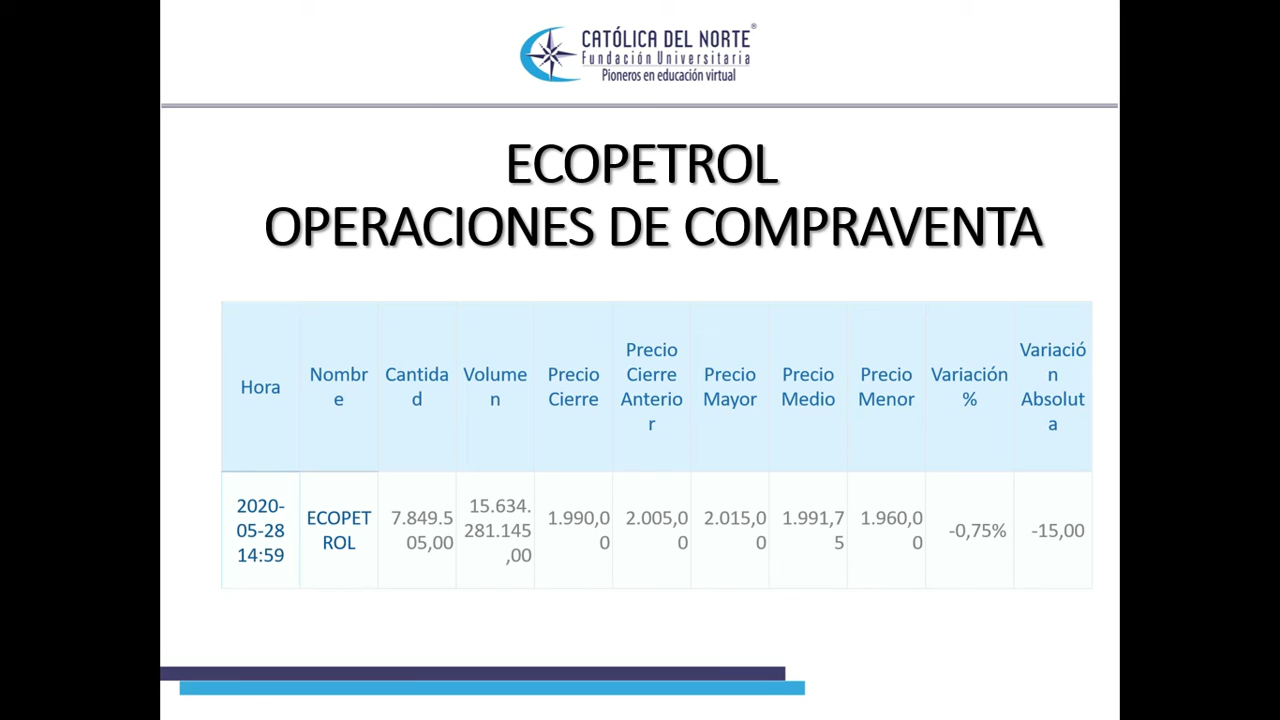 CATÓLICA DEL NORTE®
Fundación Universitaria
Pioneros en educación virtual
ECOPETROL
OPERACIONES DE COMPRAVENTA
Hora
Nombr
e
Cantida
d
Volume
n
Precio
Cierre
Precio
Cierre
Anterio
r
Precio
Mayor
Precio
Medio
Precio
Menor
Variación
%
Variació
n
Absolut
a
2020-
05-28
14:59
ECOPET
ROL
7.849.5
05,00
15.634.
281.145
,00
1.990,0
0
2.005,0
0
2.015,0
0
1.991,7
5
1.960,0
0
-0,75%
-15,00